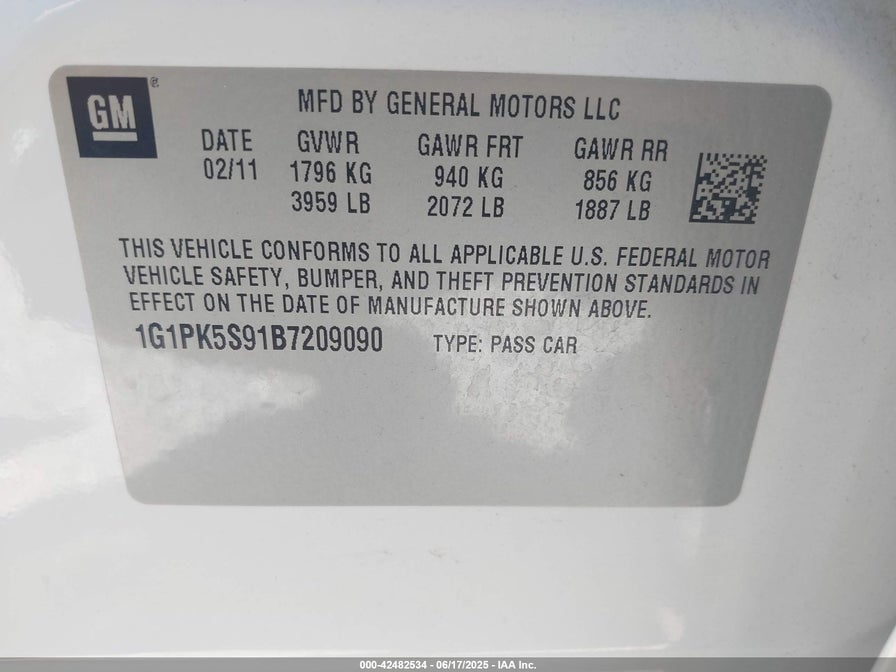 GM ®
MFD BY GENERAL MOTORS LLC
DATE GVWR GAWR FRT GAWR RR
02/11 1796 KG 940 KG 856 KG
3959 LB 2072 LB 1887 LB
THIS VEHICLE CONFORMS TO ALL APPLICABLE U.S. FEDERAL MOTOR
VEHICLE SAFETY, BUMPER, AND THEFT PREVENTION STANDARDS IN
EFFECT ON THE DATE OF MANUFACTURE SHOWN ABOVE.
1G1PK5S91B7209090 TYPE: PASS CAR
000-42482534 - 06/17/2025 - IAA Inc.